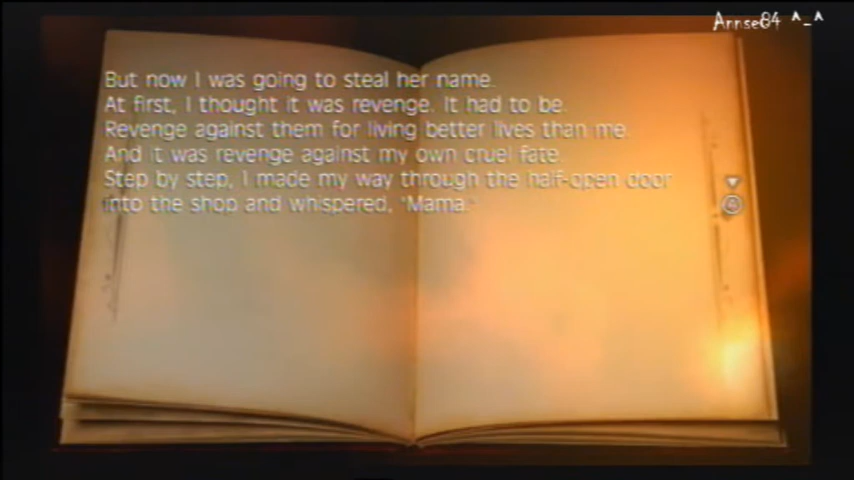 Annse84 ^_^
But now I was going to steal her name.
At first, I thought it was revenge. It had to be.
Revenge against them for living better lives than me.
And it was revenge against my own cruel fate.
Step by step, I made my way through the half-open door
into the shop and whispered, "Mama."